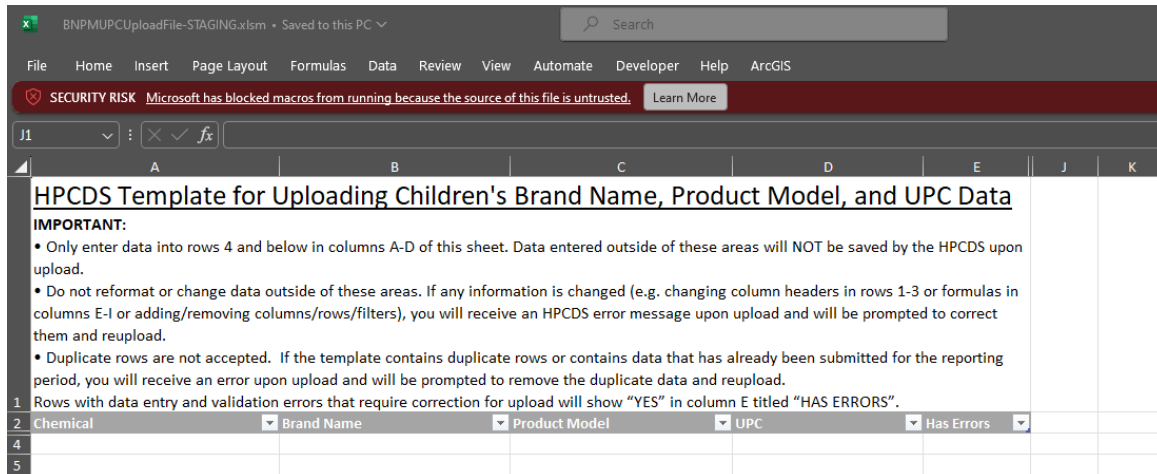 BNPMUPCUploadFile-STAGING.xlsm • Saved to this PC
Search
File Home Insert Page Layout Formulas Data Review View Automate Developer Help ArcGIS
SECURITY RISK Microsoft has blocked macros from running because the source of this file is untrusted. Learn More
J1 fx
A B C D E J K
HPCDS Template for Uploading Children's Brand Name, Product Model, and UPC Data
IMPORTANT:
• Only enter data into rows 4 and below in columns A-D of this sheet. Data entered outside of these areas will NOT be saved by the HPCDS upon
upload.
• Do not reformat or change data outside of these areas. If any information is changed (e.g. changing column headers in rows 1-3 or formulas in
columns E-I or adding/removing columns/rows/filters), you will receive an HPCDS error message upon upload and will be prompted to correct
them and reupload.
• Duplicate rows are not accepted.  If the template contains duplicate rows or contains data that has already been submitted for the reporting
period, you will receive an error upon upload and will be prompted to remove the duplicate data and reupload.
1 Rows with data entry and validation errors that require correction for upload will show “YES” in column E titled “HAS ERRORS”.
2 Chemical Brand Name Product Model UPC Has Errors
4
5